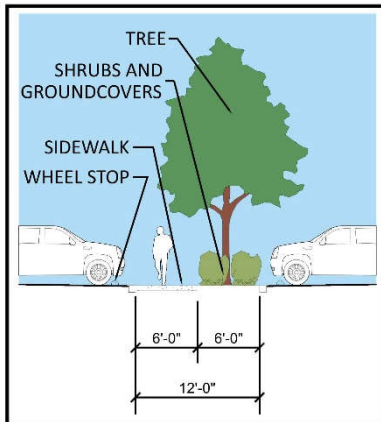 TREE
SHRUBS AND
GROUNDCOVERS
SIDEWALK
WHEEL STOP
6'-0" 6'-0"
12'-0"